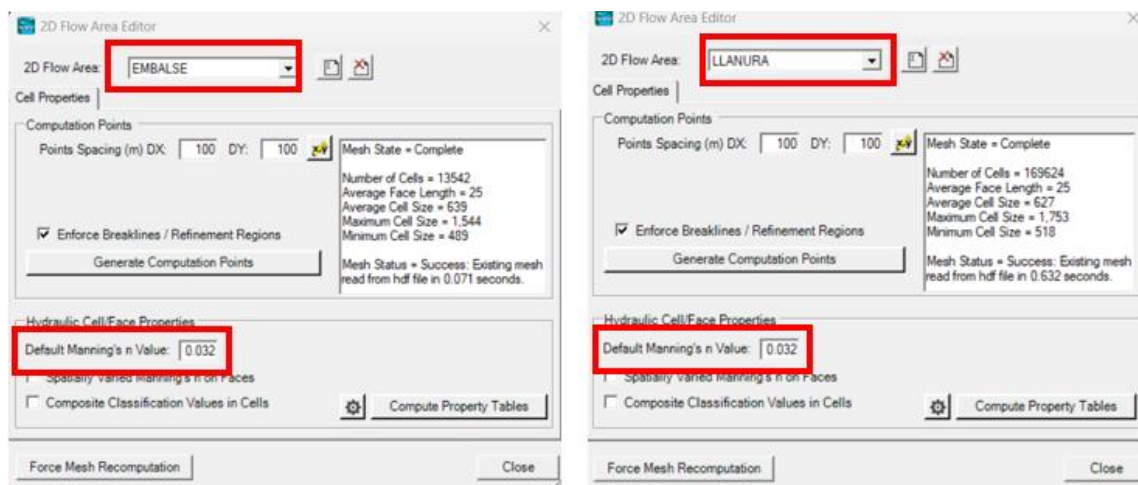 2D Flow Area Editor
2D Flow Area: EMBALSE
Cell Properties
Computation Points
Points Spacing (m) DX: 100 DY: 100
Mesh State = Complete
Number of Cells = 13542
Average Face Length = 25
Average Cell Size = 639
Maximum Cell Size = 1,544
Minimum Cell Size = 489
Mesh Status = Success: Existing mesh
read from hdf file in 0.071 seconds.
Enforce Breaklines / Refinement Regions
Generate Computation Points
Hydraulic Cell/Face Properties
Default Manning's n Value: 0.032
Spatially Varied Manning's n on Faces
Composite Classification Values in Cells
Compute Property Tables
Force Mesh Recomputation
Close
2D Flow Area Editor
2D Flow Area: LLANURA
Cell Properties
Computation Points
Points Spacing (m) DX: 100 DY: 100
Mesh State = Complete
Number of Cells = 169624
Average Face Length = 25
Average Cell Size = 627
Maximum Cell Size = 1,753
Minimum Cell Size = 518
Mesh Status = Success: Existing mesh
read from hdf file in 0.632 seconds.
Enforce Breaklines / Refinement Regions
Generate Computation Points
Hydraulic Cell/Face Properties
Default Manning's n Value: 0.032
Spatially Varied Manning's n on Faces
Composite Classification Values in Cells
Compute Property Tables
Force Mesh Recomputation
Close